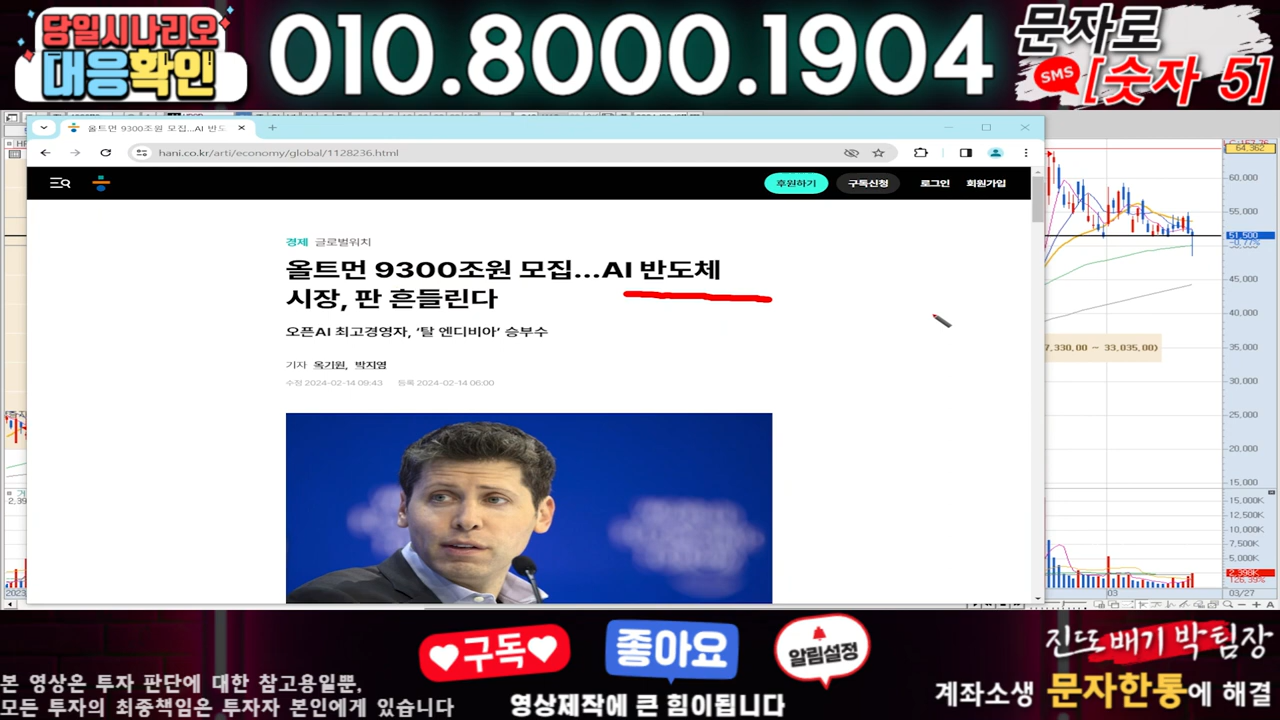 당일시나리오
대응확인
010.8000.1904
문자로
SMS
[숫자 5]
올트먼 9300조원 모집...AI 반도
hani.co.kr/arti/economy/global/1128236.html
후원하기
구독신청
로그인
회원가입
경제 글로벌위치
올트먼 9300조원 모집...AI 반도체
시장, 판 흔들린다
오픈AI 최고경영자, ‘탈 엔디비아’ 승부수
기자 옥기원, 박지영
수정 2024-02-14 09:43 등록 2024-02-14 06:00
64,362
60,000
55,000
51,500
-0.77%
45,000
40,000
7,330,00 ~ 33,035,00)
35,000
30,000
25,000
20,000
15,000
15,000K
12,500K
10,000K
7,500K
5,000K
2,398K
126.39%
2023
03
03/27
구독
좋아요
알림설정
진또배기 박팀장
본 영상은 투자 판단에 대한 참고용일뿐,
모든 투자의 최종책임은 투자자 본인에게 있습니다
영상제작에 큰 힘이됩니다
계좌소생 문자한통에 해결